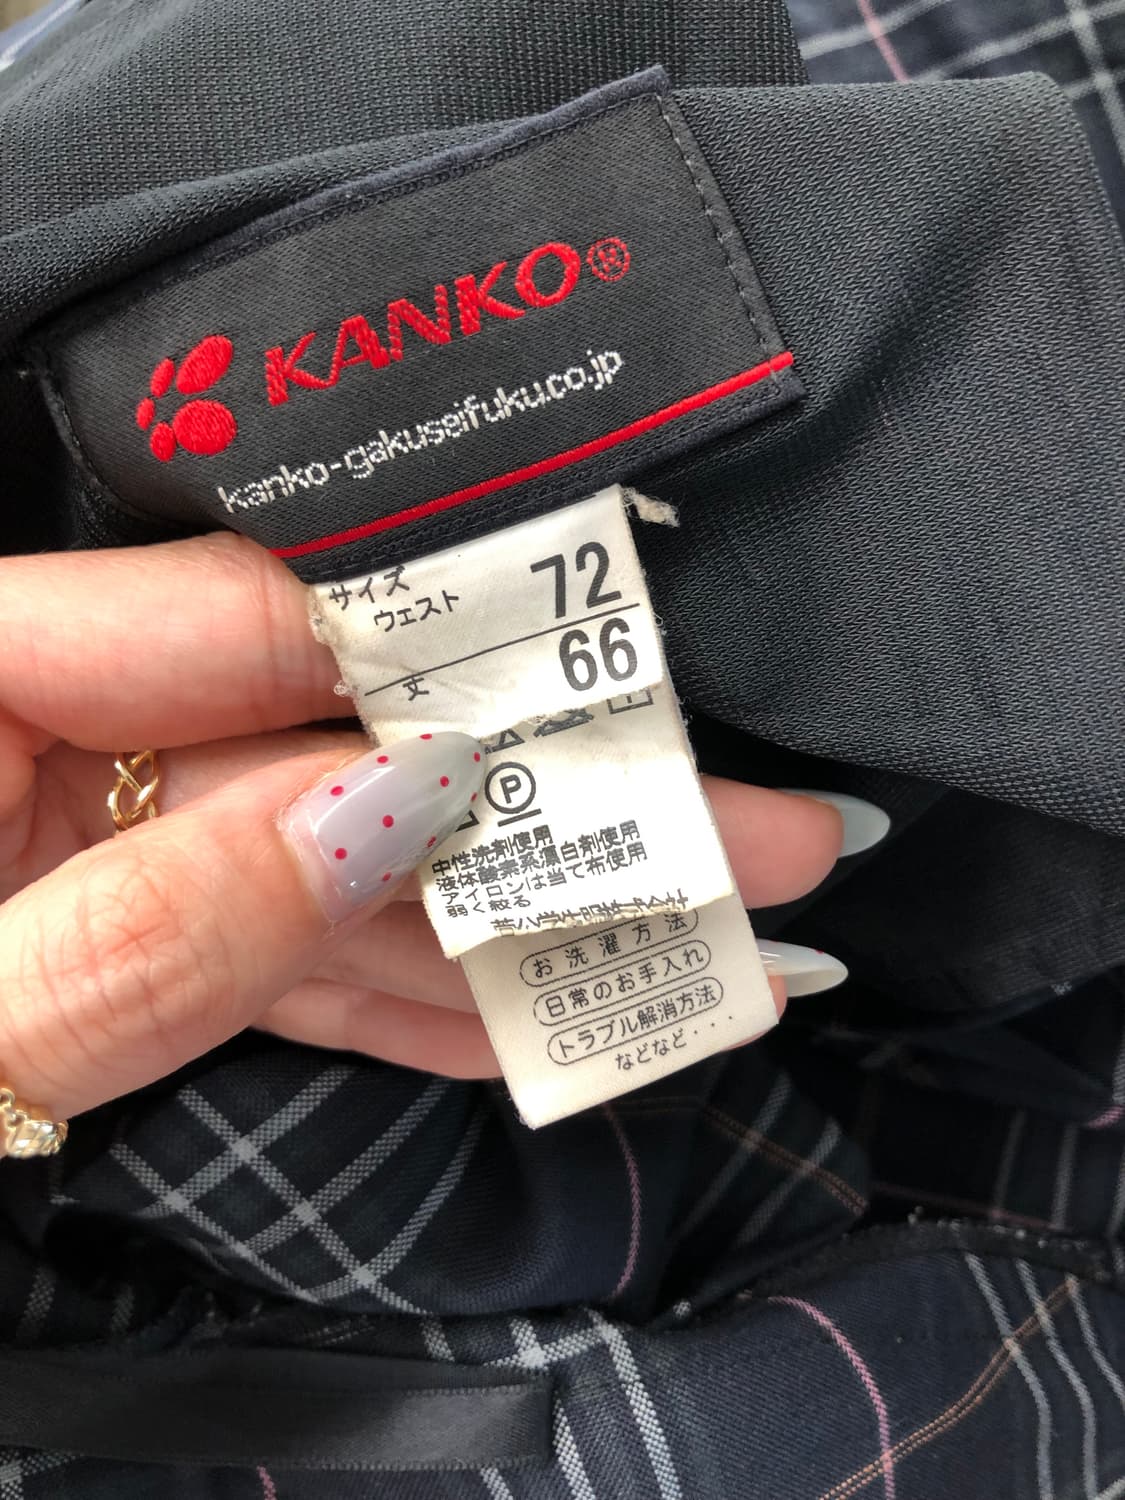 KANKO®
kanko-gakuseifuku.co.jp
サイズ
ウェスト 72
丈 66
P
中性洗剤使用
液体酸素系漂白剤使用
アイロンは当て布使用
弱く絞る
お洗濯方法
日常のお手入れ
トラブル解消方法
などなど・・・